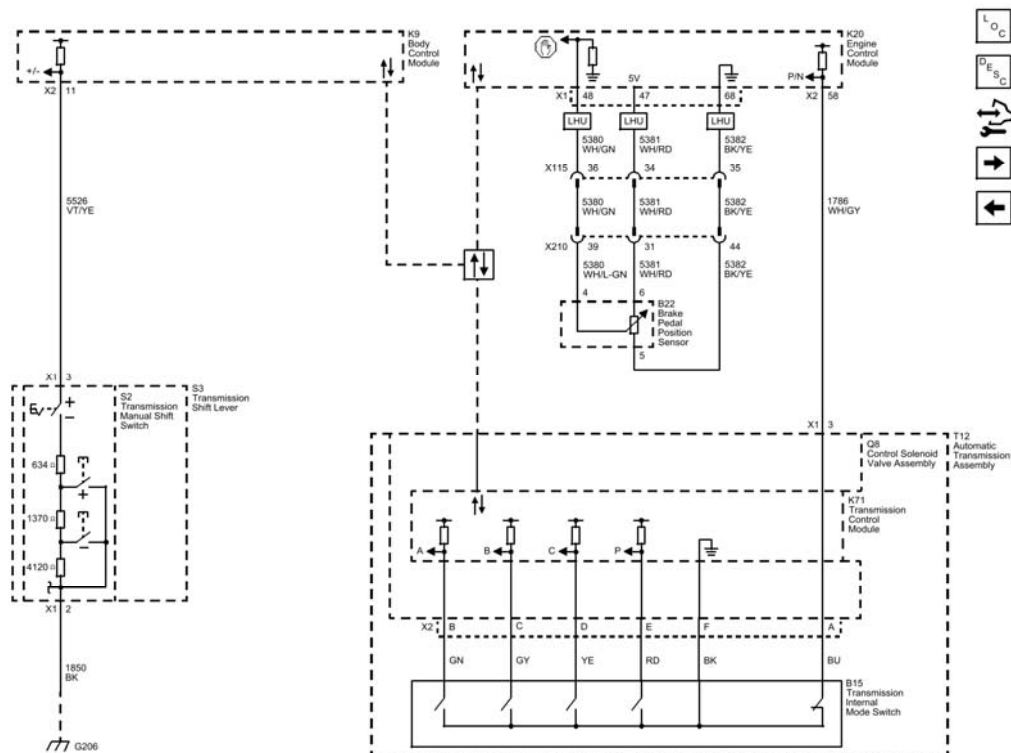 K9
Body
Control
Module
+/-
X2 11
5526
VT/YE
X1 3
S2
Transmission
Manual Shift
Switch
S3
Transmission
Shift Lever
+
−
634 Ω
+
1370 Ω
−
4120 Ω
X1 2
1850
BK
G206
K20
Engine
Control
Module
5V
P/N
X1 48 47 68 X2 58
LHU LHU LHU
5380
WH/GN
5381
WH/RD
5382
BK/YE
X115 36 34 35
5380
WH/GN
5381
WH/RD
5382
BK/YE
1786
WH/GY
X210 39 31 44
5380
WH/L-GN
5381
WH/RD
5382
BK/YE
4 6
B22
Brake
Pedal
Position
Sensor
5
X1 3
Q8
Control Solenoid
Valve Assembly
T12
Automatic
Transmission
Assembly
K71
Transmission
Control
Module
A B C P
X2 B C D E F A
GN GY YE RD BK BU
B15
Transmission
Internal
Mode Switch
LOC
DESC